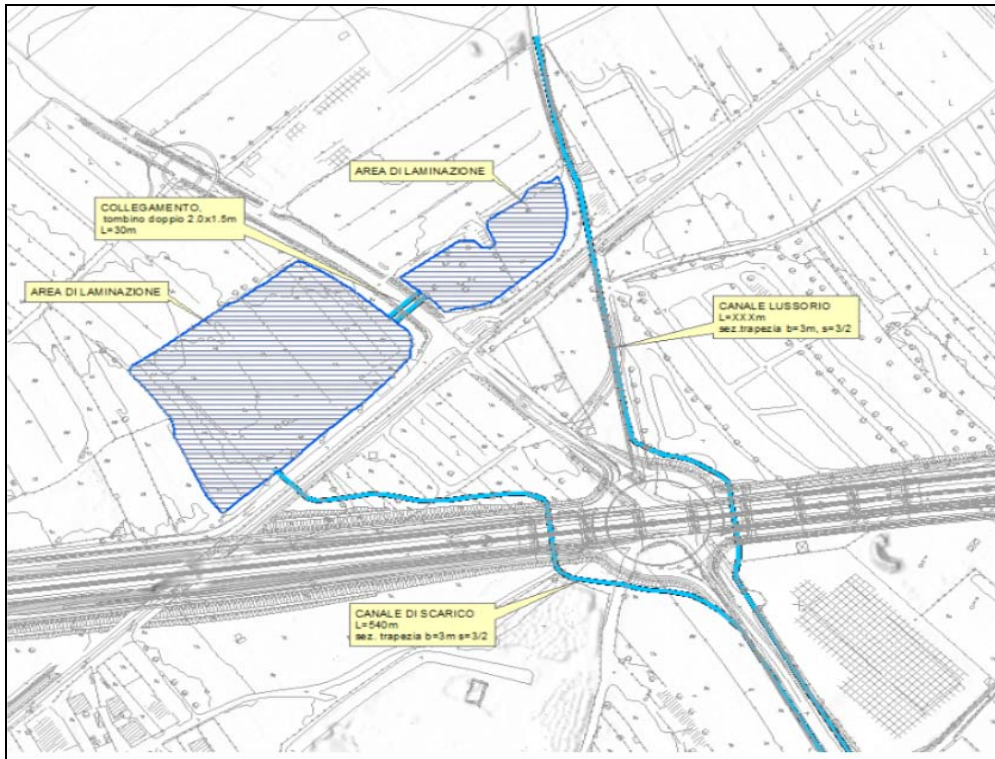 AREA DI LAMINAZIONE
COLLEGAMENTO,
tombino doppio 2.0x1.5m
L=30m
AREA DI LAMINAZIONE
CANALE LUSSORIO
L=XXXm
sez.trapezia b=3m, s=3/2
CANALE DI SCARICO
L=540m
sez. trapezia b=3m s=3/2